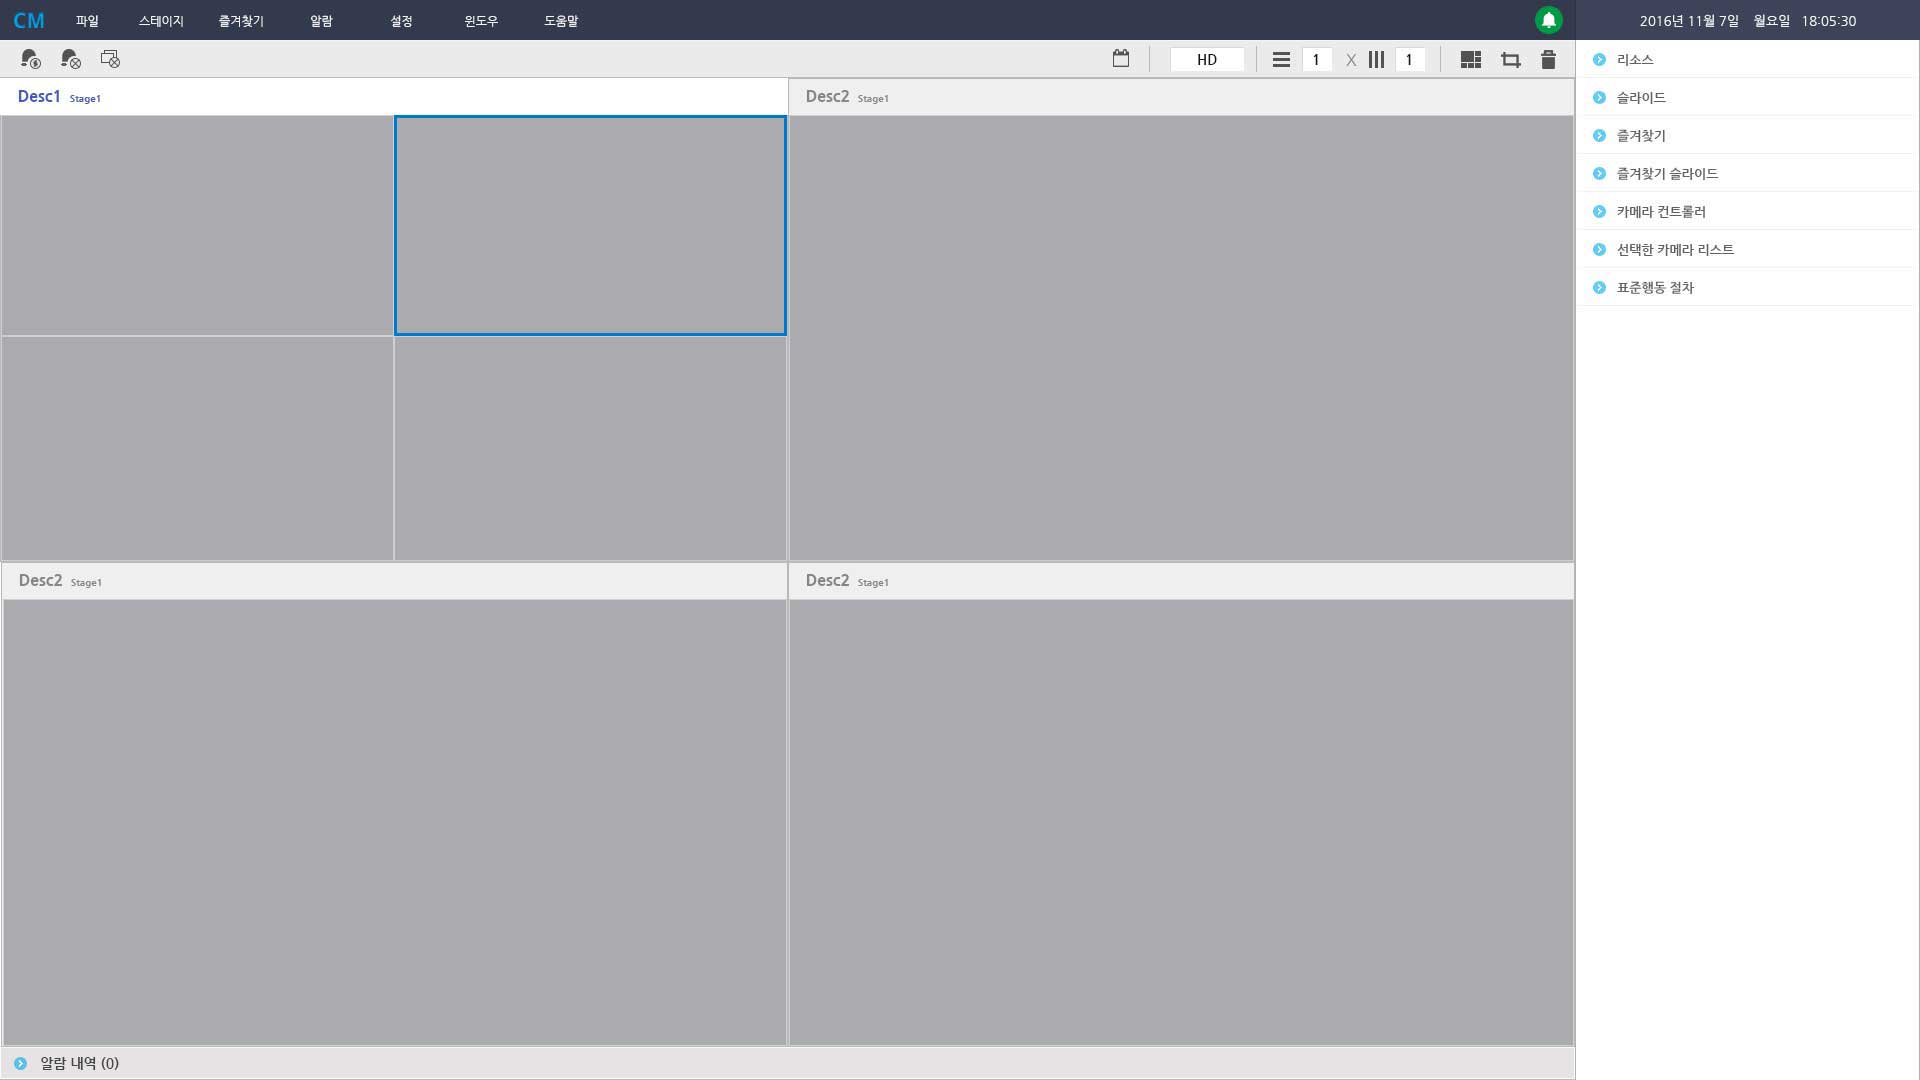 CM 파일 스테이지 즐겨찾기 알람 설정 윈도우 도움말 2016년 11월 7일 월요일 18:05:30
HD 1 X 1
Desc1 Stage1
Desc2 Stage1
Desc2 Stage1
Desc2 Stage1
알람 내역 (0)
리소스
슬라이드
즐겨찾기
즐겨찾기 슬라이드
카메라 컨트롤러
선택한 카메라 리스트
표준행동 절차